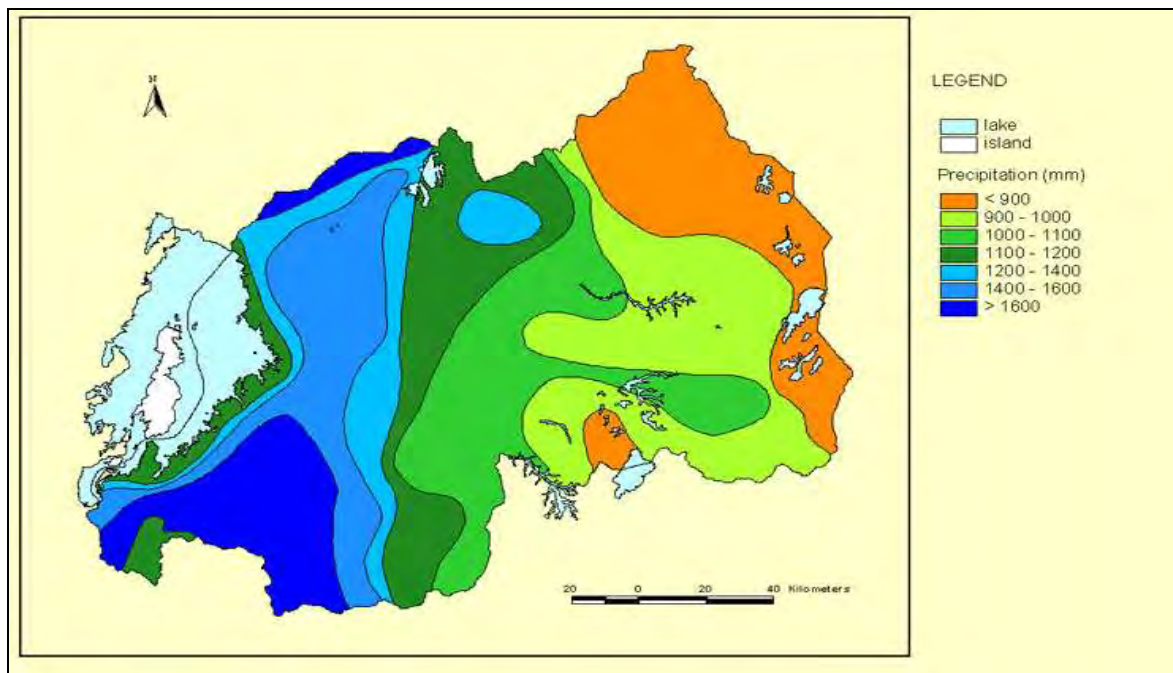 N
LEGEND
lake
island
Precipitation (mm)
< 900
900 - 1000
1000 - 1100
1100 - 1200
1200 - 1400
1400 - 1600
> 1600
20 0 20 40 Kilometers